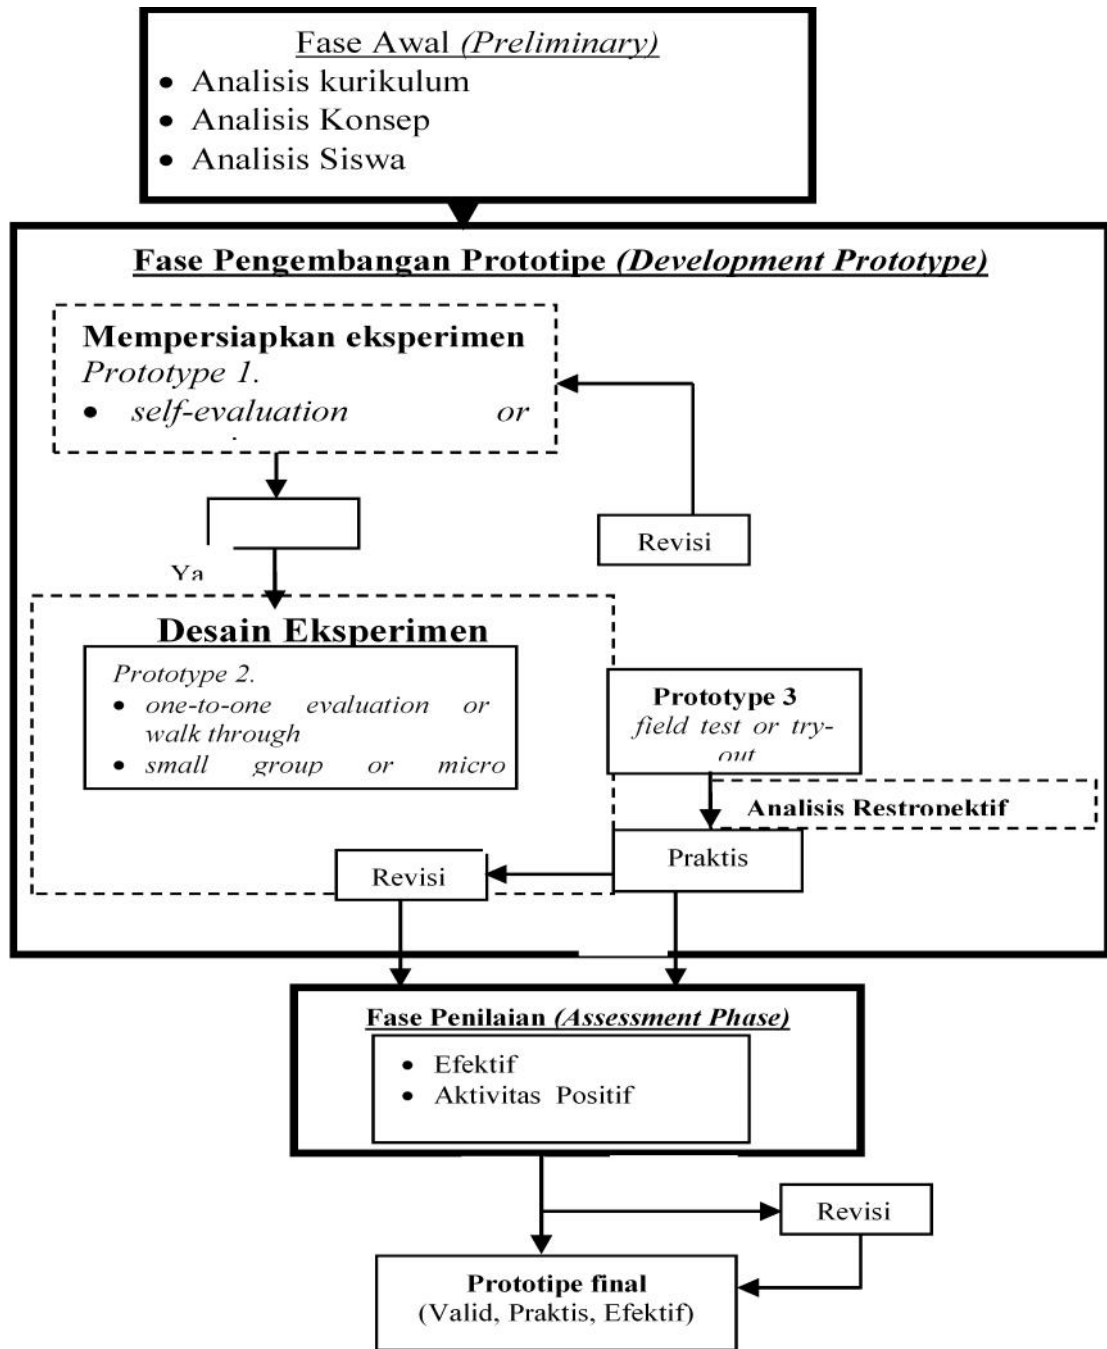 Fase Awal (Preliminary)
• Analisis kurikulum
• Analisis Konsep
• Analisis Siswa
Fase Pengembangan Prototipe (Development Prototype)
Mempersiapkan eksperimen
Prototype 1.
• self-evaluation or
Revisi
Ya
Desain Eksperimen
Prototype 2.
• one-to-one evaluation or
walk through
• small group or micro
Prototype 3
field test or try-
out
Analisis Restropektif
Praktis
Revisi
Fase Penilaian (Assessment Phase)
• Efektif
• Aktivitas Positif
Revisi
Prototipe final
(Valid, Praktis, Efektif)